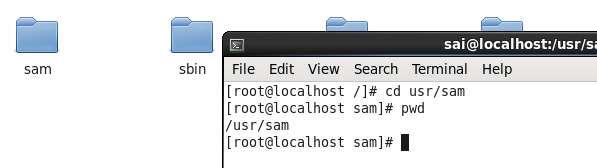 sam
sbin
sai@localhost:/usr/sa
File Edit View Search Terminal Help
[root@localhost /]# cd usr/sam
[root@localhost sam]# pwd
/usr/sam
[root@localhost sam]#